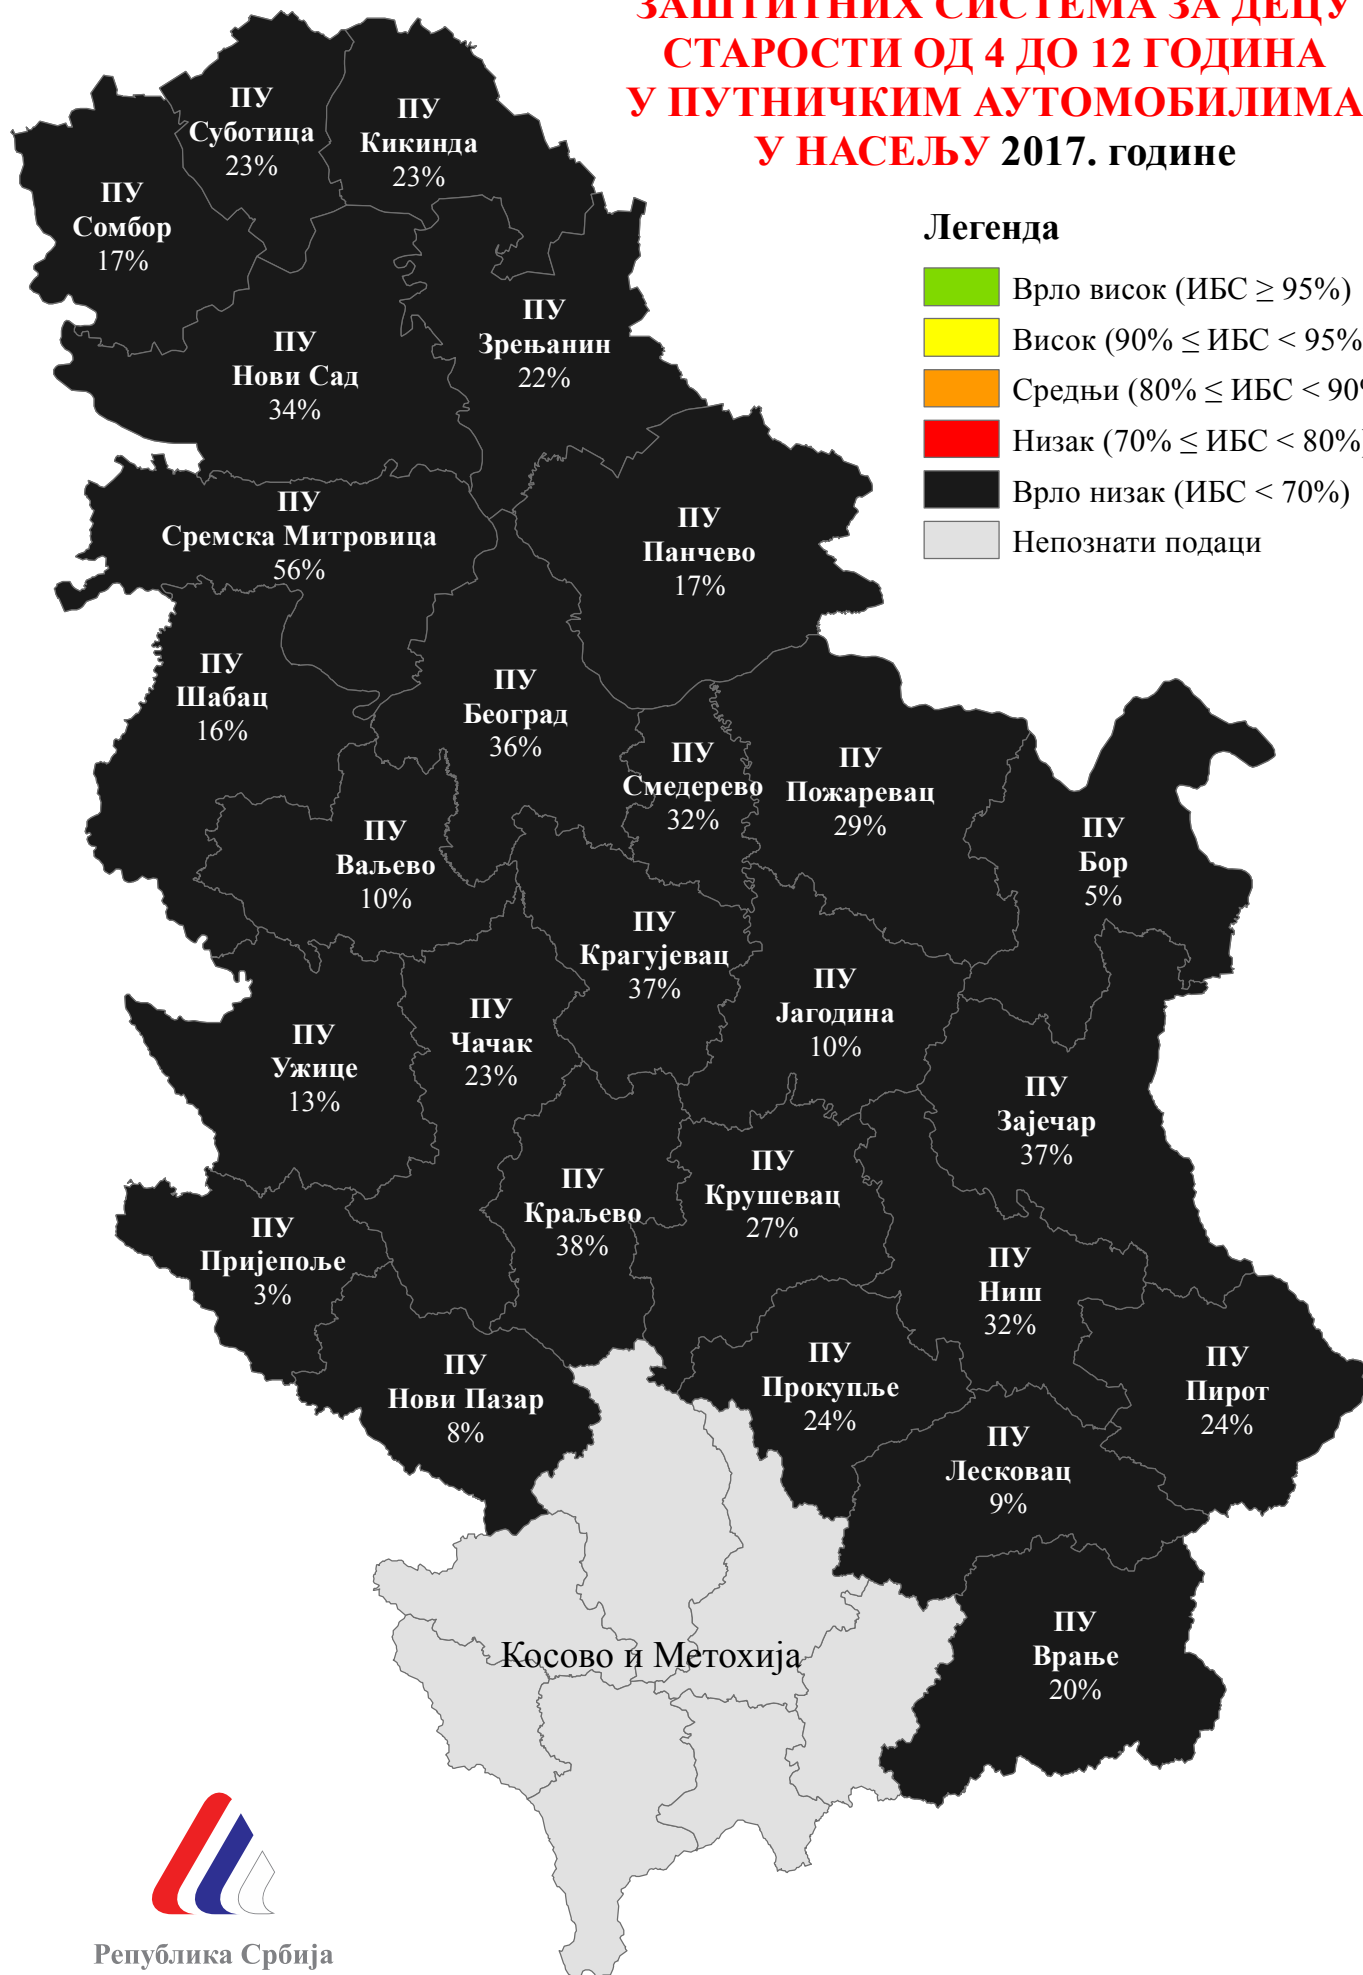 ЗАШТИТНИХ СИСТЕМА ЗА ДЕЦУ
СТАРОСТИ ОД 4 ДО 12 ГОДИНА
У ПУТНИЧКИМ АУТОМОБИЛИМА
У НАСЕЉУ 2017. године
Легенда
Врло висок (ИБС ≥ 95%)
Висок (90% ≤ ИБС < 95%
Средњи (80% ≤ ИБС < 90%
Низак (70% ≤ ИБС < 80%)
Врло низак (ИБС < 70%)
Непознати подаци
ПУ
Суботица
23%
ПУ
Кикинда
23%
ПУ
Сомбор
17%
ПУ
Зрењанин
22%
ПУ
Нови Сад
34%
ПУ
Сремска Митровица
56%
ПУ
Панчево
17%
ПУ
Шабац
16%
ПУ
Београд
36%
ПУ
Смедерево
32%
ПУ
Пожаревац
29%
ПУ
Бор
5%
ПУ
Ваљево
10%
ПУ
Крагујевац
37%
ПУ
Јагодина
10%
ПУ
Чачак
23%
ПУ
Ужице
13%
ПУ
Зајечар
37%
ПУ
Крушевац
27%
ПУ
Краљево
38%
ПУ
Пријепоље
3%
ПУ
Ниш
32%
ПУ
Прокупље
24%
ПУ
Пирот
24%
ПУ
Нови Пазар
8%
ПУ
Лесковац
9%
ПУ
Врање
20%
Косово и Метохија
Република Србија